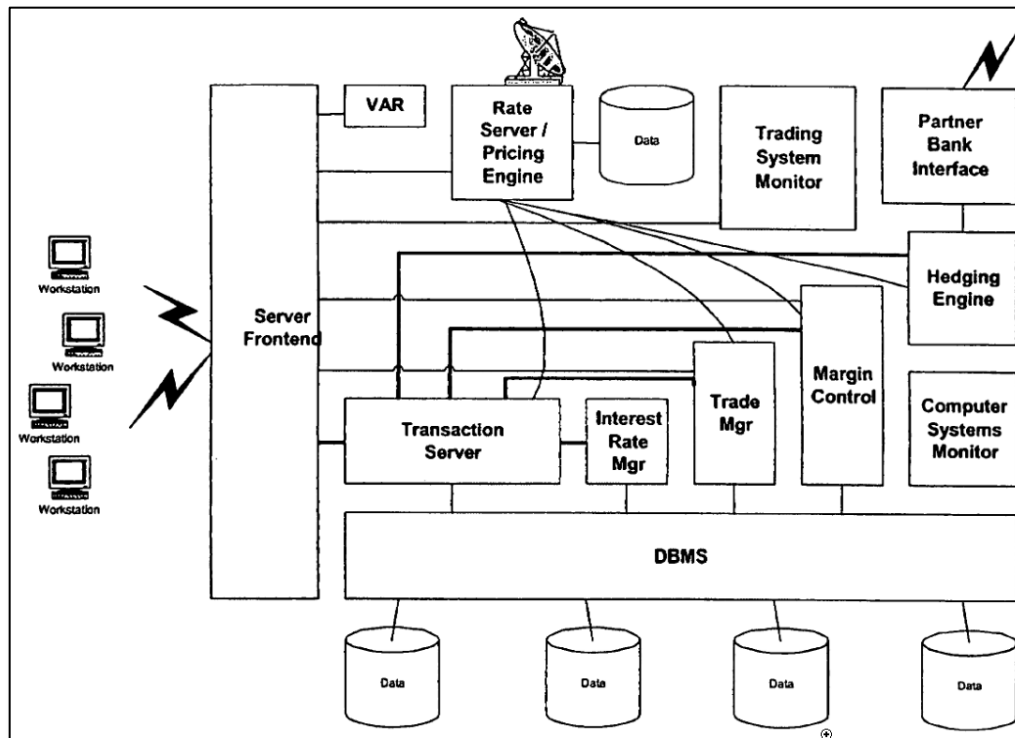 VAR
Rate
Server /
Pricing
Engine
Data
Trading
System
Monitor
Partner
Bank
Interface
Workstation
Workstation
Workstation
Workstation
Server
Frontend
Hedging
Engine
Margin
Control
Trade
Mgr
Interest
Rate
Mgr
Transaction
Server
Computer
Systems
Monitor
DBMS
Data
Data
Data
Data